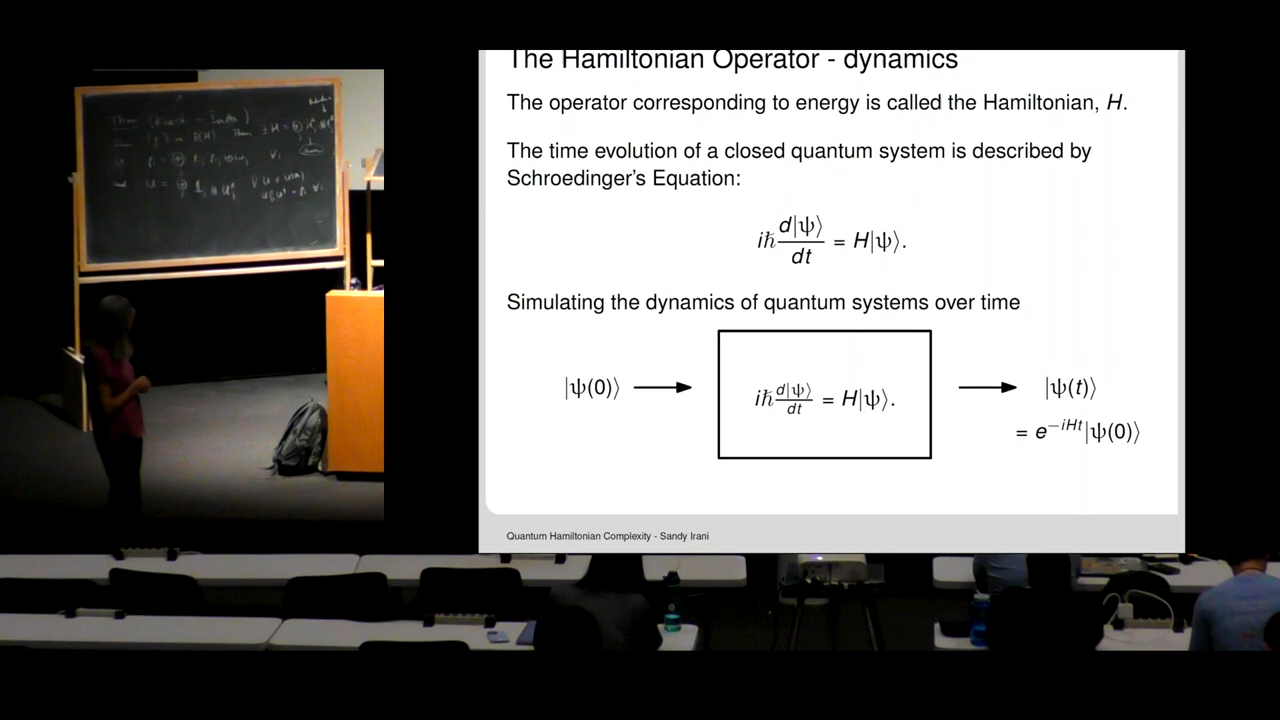 The Hamiltonian Operator - dynamics
The operator corresponding to energy is called the Hamiltonian, H.
The time evolution of a closed quantum system is described by
Schroedinger's Equation:
iℏ d|ψ⟩/dt = H|ψ⟩.
Simulating the dynamics of quantum systems over time
|ψ(0)⟩ → iℏ d|ψ⟩/dt = H|ψ⟩. → |ψ(t)⟩
= e^{−iHt}|ψ(0)⟩
Quantum Hamiltonian Complexity - Sandy Irani